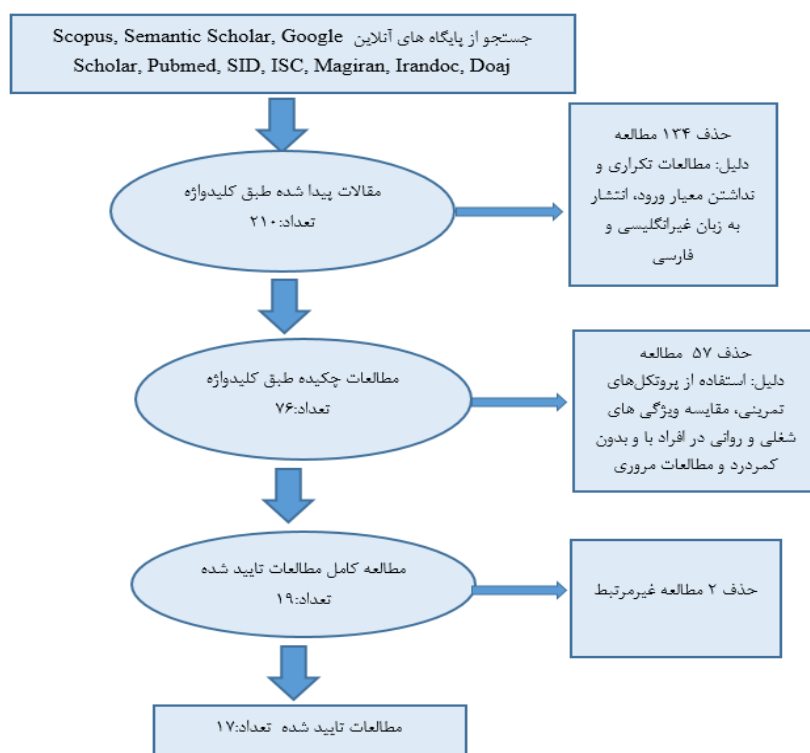 جستجو از پایگاه های آنلاین Scopus, Semantic Scholar, Google
Scholar, Pubmed, SID, ISC, Magiran, Irandoc, Doaj
حذف ۱۳۴ مطالعه
دلیل: مطالعات تکراری و
نداشتن معیار ورود، انتشار
به زبان غیرانگلیسی و
فارسی
مقالات پیدا شده طبق کلیدواژه
تعداد:۲۱۰
حذف ۵۷ مطالعه
دلیل: استفاده از پروتکل‌های
تمرینی، مقایسه ویژگی های
شغلی و روانی در افراد با و بدون
کمردرد و مطالعات مروری
مطالعات چکیده طبق کلیدواژه
تعداد:۷۶
مطالعه کامل مطالعات تایید شده
تعداد:۱۹
حذف ۲ مطالعه غیرمرتبط
مطالعات تایید شده تعداد:۱۷